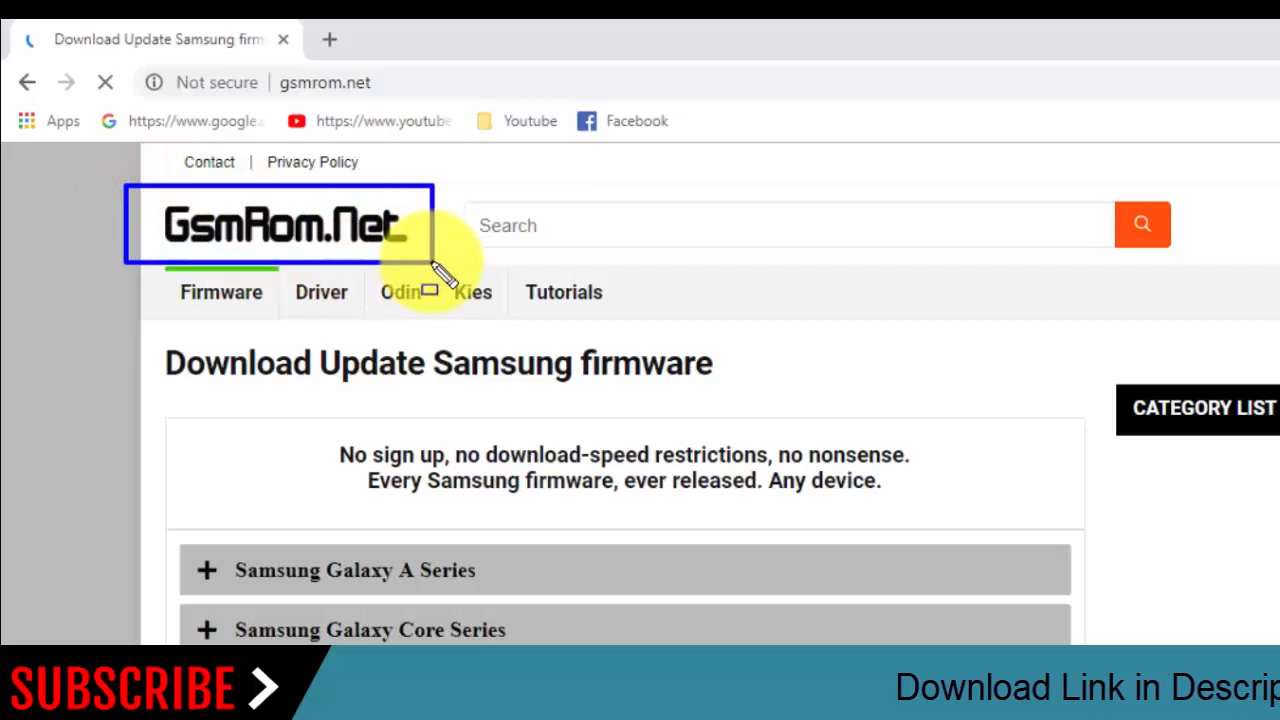 Download Update Samsung firm
Not secure | gsmrom.net
Apps https://www.google. https://www.youtube Youtube Facebook
Contact | Privacy Policy
GsmRom.Net
Search
Firmware Driver Odin Kies Tutorials
Download Update Samsung firmware
CATEGORY LIST
No sign up, no download-speed restrictions, no nonsense.
Every Samsung firmware, ever released. Any device.
+ Samsung Galaxy A Series
+ Samsung Galaxy Core Series
SUBSCRIBE
Download Link in Descrip